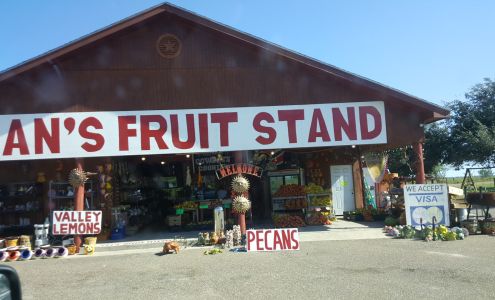 AN'S FRUIT STAND
WELCOME
VALLEY
LEMONS
PECANS
WE ACCEPT
VISA